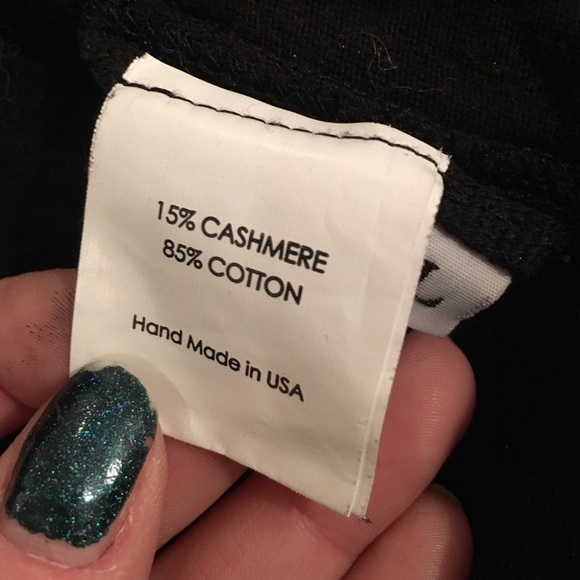 15% CASHMERE
85% COTTON
Hand Made in USA
L